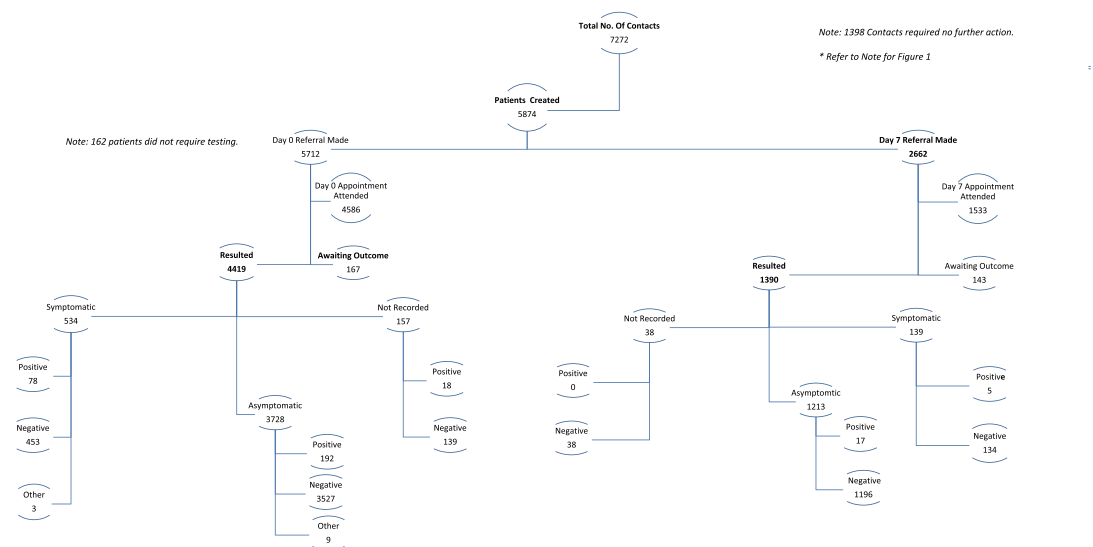 Total No. Of Contacts
7272
Note: 1398 Contacts required no further action.
* Refer to Note for Figure 1
Patients Created
5874
Note: 162 patients did not require testing.
Day 0 Referral Made
5712
Day 7 Referral Made
2662
Day 0 Appointment
Attended
4586
Day 7 Appointment
Attended
1533
Resulted
4419
Awaiting Outcome
167
Resulted
1390
Awaiting Outcome
143
Symptomatic
534
Not Recorded
157
Not Recorded
38
Symptomatic
139
Positive
78
Negative
453
Other
3
Asymptomatic
3728
Positive
192
Negative
3527
Other
9
Positive
18
Negative
139
Positive
0
Negative
38
Asymptomtic
1213
Positive
17
Negative
1196
Positive
5
Negative
134